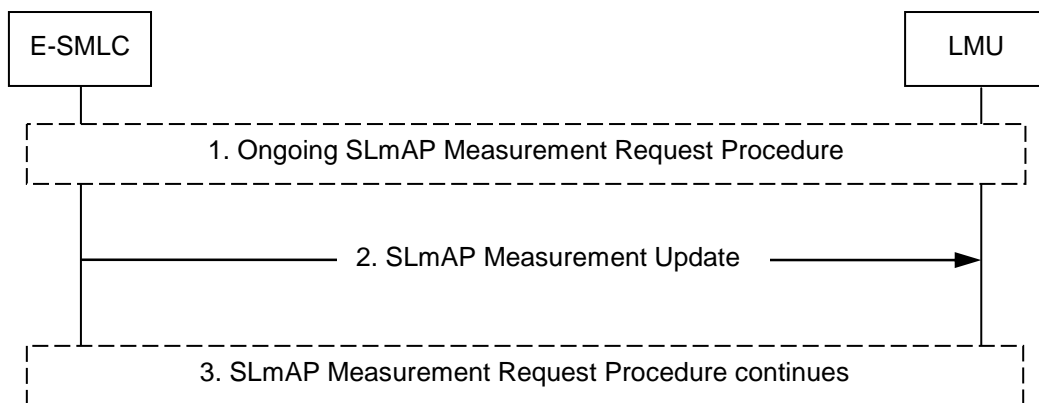 E-SMLC
LMU
1. Ongoing SLmAP Measurement Request Procedure
2. SLmAP Measurement Update
3. SLmAP Measurement Request Procedure continues